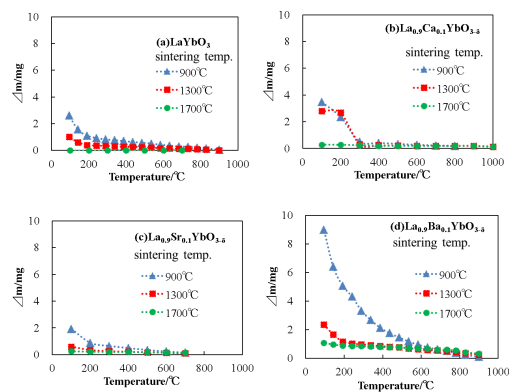 10
8
6
4
2
0
⊿m/mg
(a)LaYbO3
sintering temp.
900℃
1300℃
1700℃
0 200 400 600 800 1000
Temperature/℃
10
8
6
4
2
0
⊿m/mg
(b)La0.9Ca0.1YbO3-δ
sintering temp.
900℃
1300℃
1700℃
0 200 400 600 800 1000
Temperature/℃
10
8
6
4
2
0
⊿m/mg
(c)La0.9Sr0.1YbO3-δ
sintering temp.
900℃
1300℃
1700℃
0 200 400 600 800 1000
Temperature/℃
10
8
6
4
2
0
⊿m/mg
(d)La0.9Ba0.1YbO3-δ
sintering temp.
900℃
1300℃
1700℃
0 200 400 600 800 1000
Temperature/℃